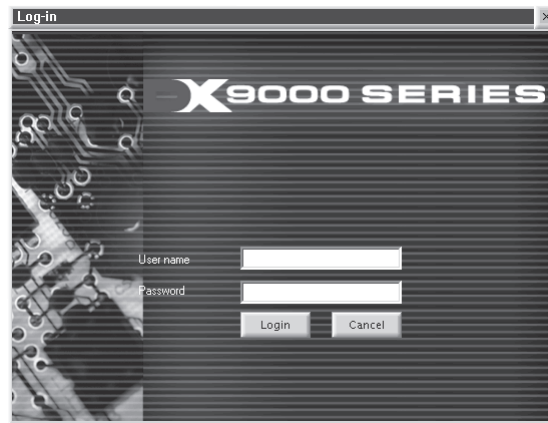 Log-in
X9000 SERIES
User name
Password
Login Cancel